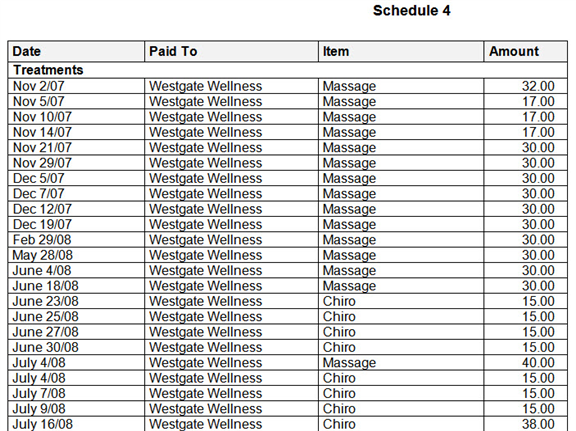 Schedule 4
Date Paid To Item Amount
Treatments
Nov 2/07 Westgate Wellness Massage 32.00
Nov 5/07 Westgate Wellness Massage 17.00
Nov 10/07 Westgate Wellness Massage 17.00
Nov 14/07 Westgate Wellness Massage 17.00
Nov 21/07 Westgate Wellness Massage 30.00
Nov 29/07 Westgate Wellness Massage 30.00
Dec 5/07 Westgate Wellness Massage 30.00
Dec 7/07 Westgate Wellness Massage 30.00
Dec 12/07 Westgate Wellness Massage 30.00
Dec 19/07 Westgate Wellness Massage 30.00
Feb 29/08 Westgate Wellness Massage 30.00
May 28/08 Westgate Wellness Massage 30.00
June 4/08 Westgate Wellness Massage 30.00
June 18/08 Westgate Wellness Massage 30.00
June 23/08 Westgate Wellness Chiro 15.00
June 25/08 Westgate Wellness Chiro 15.00
June 27/08 Westgate Wellness Chiro 15.00
June 30/08 Westgate Wellness Chiro 15.00
July 4/08 Westgate Wellness Massage 40.00
July 4/08 Westgate Wellness Chiro 15.00
July 7/08 Westgate Wellness Chiro 15.00
July 9/08 Westgate Wellness Chiro 15.00
July 16/08 Westgate Wellness Chiro 38.00